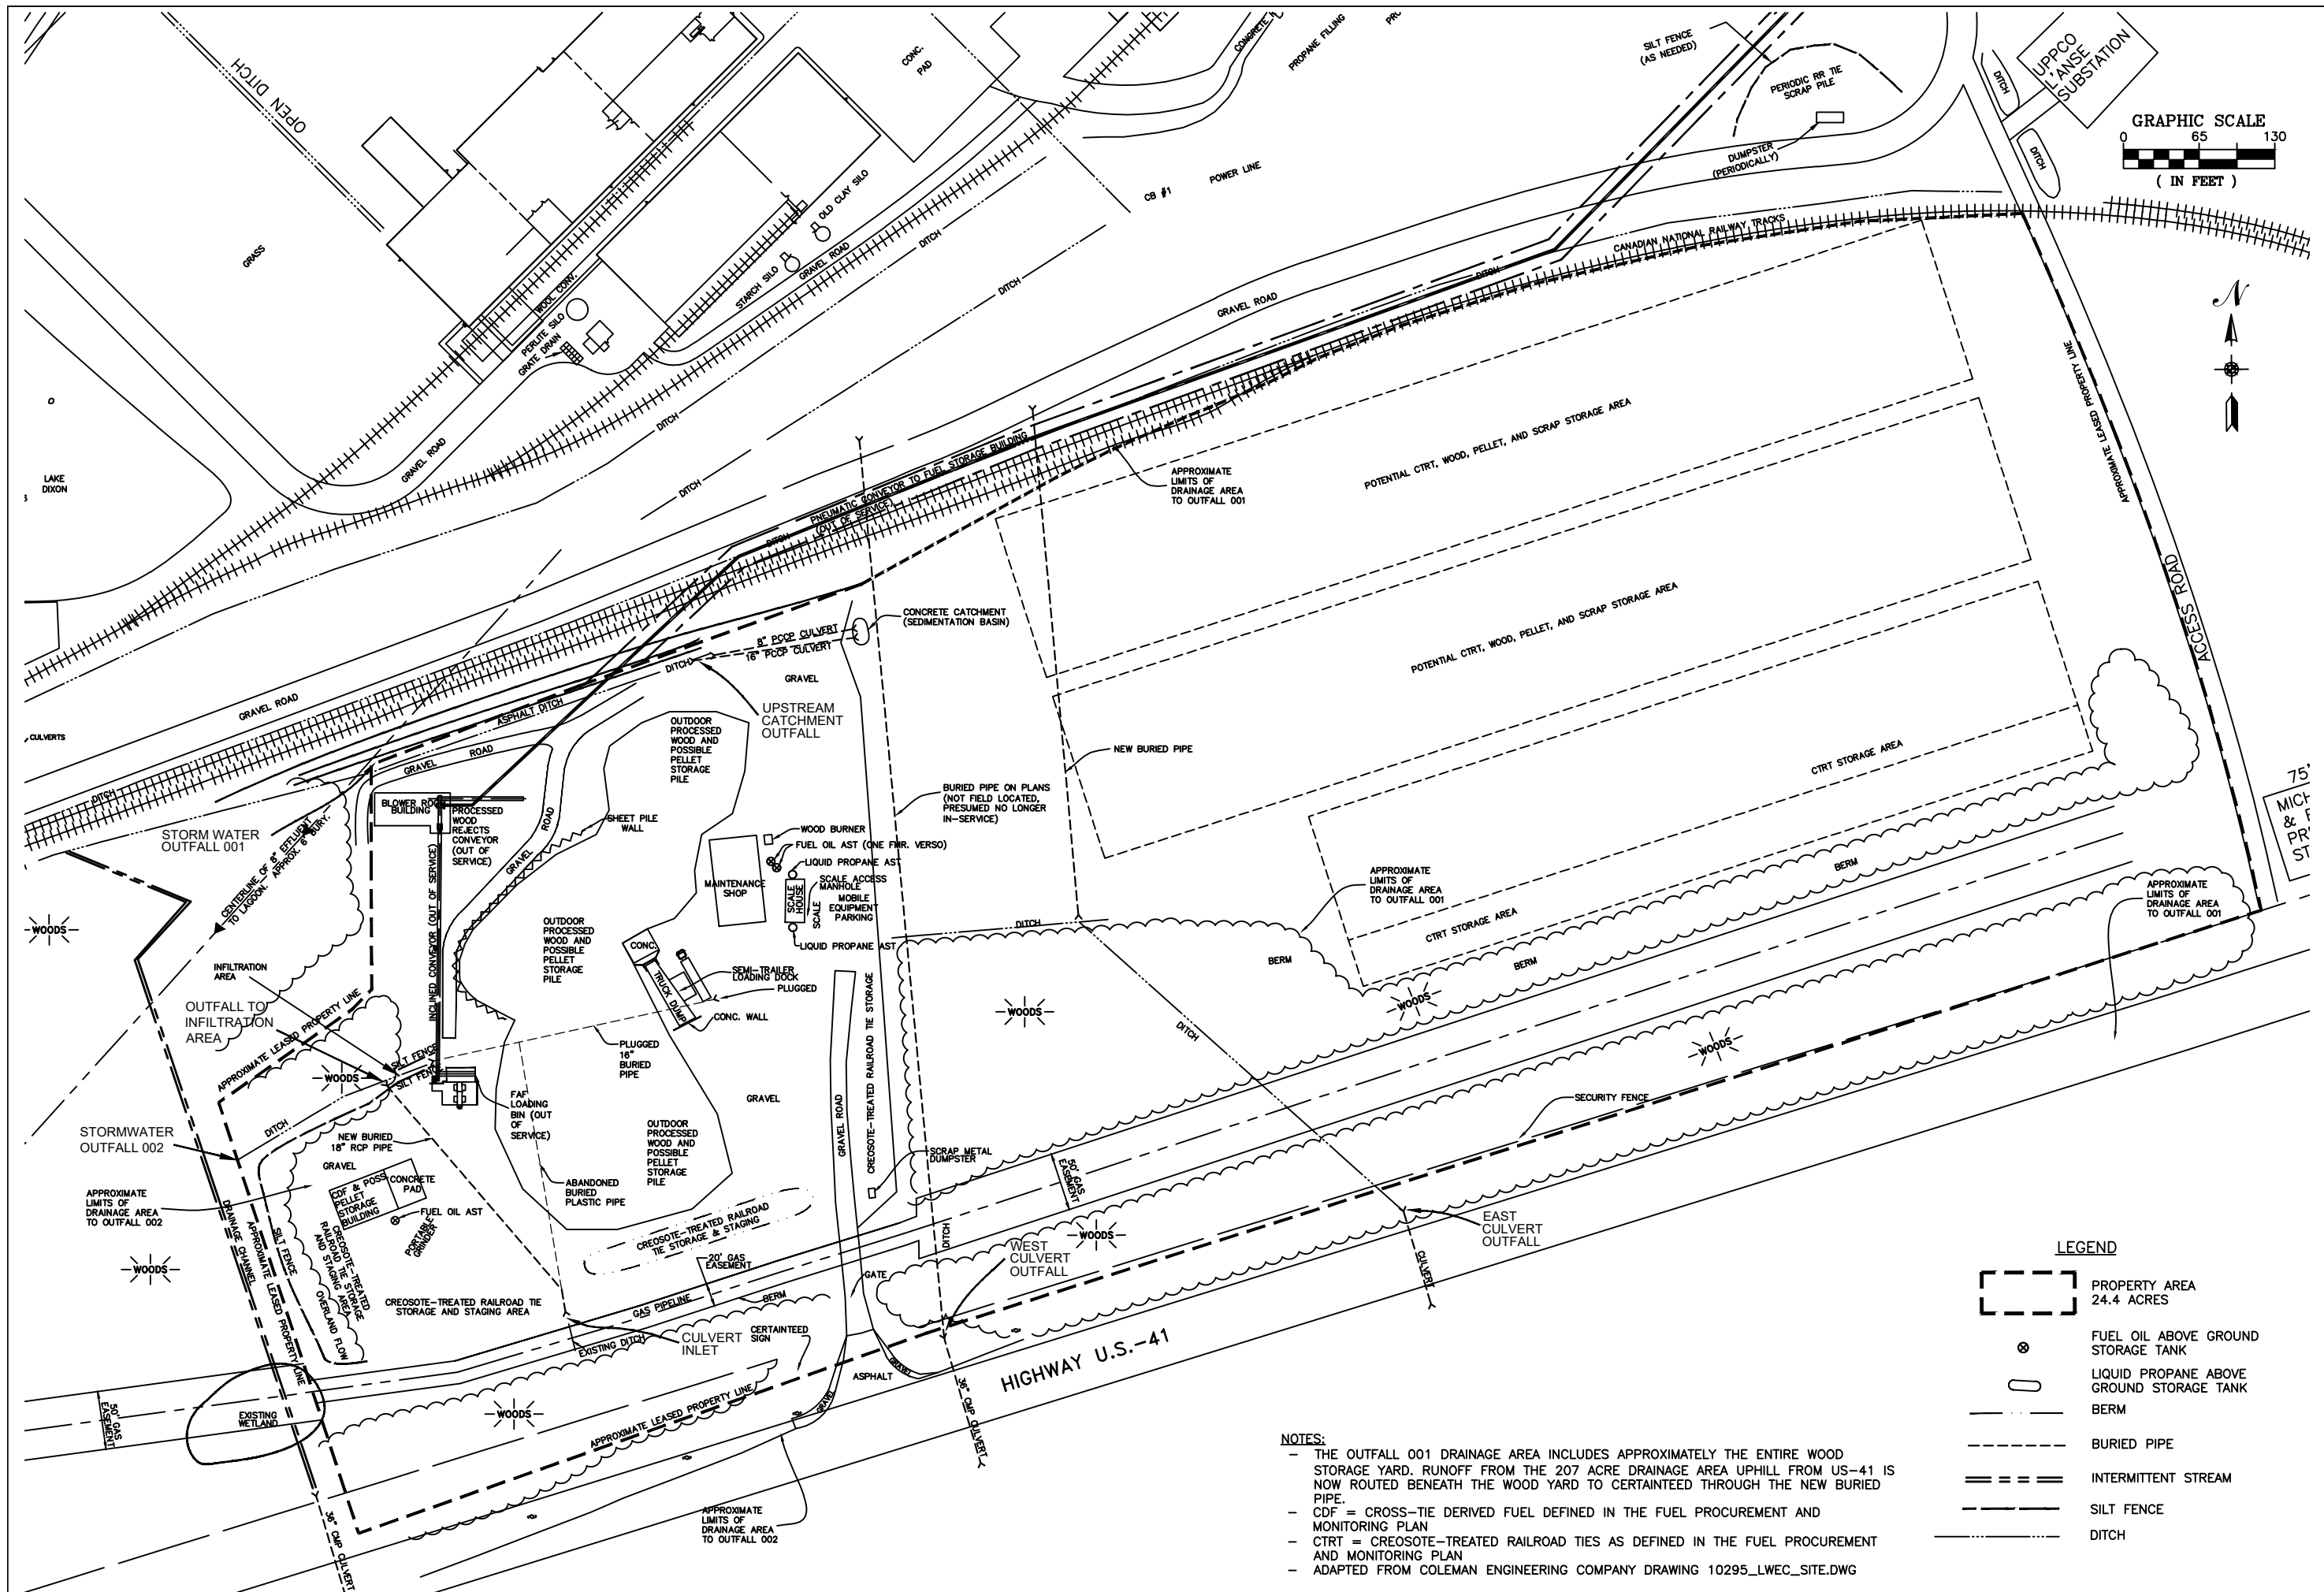 OPEN DITCH
GRASS
CONC.
PAD
CONCRETE
PROPANE FILLING
SILT FENCE
(AS NEEDED)
PERIODIC RR TIE
SCRAP PILE
DUMPSTER
(PERIODICALLY)
DITCH
UPPCO
L'ANSE
SUBSTATION
DITCH
GRAPHIC SCALE
0 65 130
( IN FEET )
N
CB #1
POWER LINE
OLD CLAY SILO
STARCH SILO
GRAVEL ROAD
DITCH
DITCH
WOOL CONV.
PERLITE SILO
GRATE DRAIN
GRAVEL ROAD
DITCH
DITCH
LAKE
DIXON
GRAVEL ROAD
CANADIAN NATIONAL RAILWAY TRACKS
DITCH
APPROXIMATE LEASED PROPERTY LINE
ACCESS ROAD
PNEUMATIC CONVEYOR TO FUEL STORAGE BUILDING
(OUT OF SERVICE)
DITCH
APPROXIMATE
LIMITS OF
DRAINAGE AREA
TO OUTFALL 001
POTENTIAL CTRT, WOOD, PELLET, AND SCRAP STORAGE AREA
POTENTIAL CTRT, WOOD, PELLET, AND SCRAP STORAGE AREA
CTRT STORAGE AREA
CTRT STORAGE AREA
CONCRETE CATCHMENT
(SEDIMENTATION BASIN)
8" PCCP CULVERT
16" PCCP CULVERT
DITCH
GRAVEL
UPSTREAM
CATCHMENT
OUTFALL
GRAVEL ROAD
CULVERTS
DITCH
ASPHALT DITCH
GRAVEL
ROAD
OUTDOOR
PROCESSED
WOOD AND
POSSIBLE
PELLET
STORAGE
PILE
NEW BURIED PIPE
BURIED PIPE ON PLANS
(NOT FIELD LOCATED,
PRESUMED NO LONGER
IN-SERVICE)
BLOWER ROOM
BUILDING
PROCESSED
WOOD
REJECTS
CONVEYOR
(OUT OF
SERVICE)
GRAVEL
ROAD
SHEET PILE
WALL
STORM WATER
OUTFALL 001
CENTERLINE OF 8" EFFLUENT
TO LAGOON. APPROX. 6' BURY.
INCLINED CONVEYOR (OUT OF SERVICE)
WOOD BURNER
FUEL OIL AST (ONE FMR. VERSO)
LIQUID PROPANE AST
MAINTENANCE
SHOP
SCALE
HOUSE
SCALE
SCALE ACCESS
MANHOLE
MOBILE
EQUIPMENT
PARKING
LIQUID PROPANE AST
OUTDOOR
PROCESSED
WOOD AND
POSSIBLE
PELLET
STORAGE
PILE
CONC.
TRUCK DUMP
SEMI-TRAILER
LOADING DOCK
PLUGGED
CONC. WALL
DITCH
BERM
BERM
BERM
APPROXIMATE
LIMITS OF
DRAINAGE AREA
TO OUTFALL 001
APPROXIMATE
LIMITS OF
DRAINAGE AREA
TO OUTFALL 001
WOODS
WOODS
WOODS
WOODS
INFILTRATION
AREA
OUTFALL TO
INFILTRATION
AREA
APPROXIMATE LEASED PROPERTY LINE
SILT FENCE
SILT FENCE
WOODS
PLUGGED
16"
BURIED
PIPE
FAF
LOADING
BIN (OUT
OF
SERVICE)
GRAVEL
GRAVEL ROAD
CREOSOTE-TREATED RAILROAD TIE STORAGE
DITCH
SECURITY FENCE
STORMWATER
OUTFALL 002
DITCH
NEW BURIED
18" RCP PIPE
GRAVEL
CDF & POSS
PELLET
STORAGE
BUILDING
CONCRETE
PAD
FUEL OIL AST
PORTABLE
GRINDER
OUTDOOR
PROCESSED
WOOD AND
POSSIBLE
PELLET
STORAGE
PILE
ABANDONED
BURIED
PLASTIC PIPE
SCRAP METAL
DUMPSTER
50' GAS
EASEMENT
APPROXIMATE
LIMITS OF
DRAINAGE AREA
TO OUTFALL 002
DRAINAGE CHANNEL
APPROXIMATE LEASED PROPERTY LINE
SILT FENCE
OVERLAND FLOW
CREOSOTE-TREATED
RAILROAD TIE STORAGE
AND STAGING AREA
CREOSOTE-TREATED RAILROAD TIE
STORAGE AND STAGING AREA
CREOSOTE-TREATED RAILROAD
TIE STORAGE & STAGING
20' GAS
EASEMENT
GAS PIPELINE
BERM
EXISTING DITCH
CULVERT
INLET
CERTAINTEED
SIGN
GATE
DITCH
WEST
CULVERT
OUTFALL
WOODS
EAST
CULVERT
OUTFALL
CULVERT
WOODS
50' GAS
EASEMENT
EXISTING
WETLAND
WOODS
APPROXIMATE LEASED PROPERTY LINE
ASPHALT
GRAVEL
GRAVEL
HIGHWAY U.S.-41
36" CMP CULVERT
36" CMP CULVERT
APPROXIMATE
LIMITS OF
DRAINAGE AREA
TO OUTFALL 002
LEGEND
PROPERTY AREA
24.4 ACRES
FUEL OIL ABOVE GROUND
STORAGE TANK
LIQUID PROPANE ABOVE
GROUND STORAGE TANK
BERM
BURIED PIPE
INTERMITTENT STREAM
SILT FENCE
DITCH
NOTES:
- THE OUTFALL 001 DRAINAGE AREA INCLUDES APPROXIMATELY THE ENTIRE WOOD
STORAGE YARD. RUNOFF FROM THE 207 ACRE DRAINAGE AREA UPHILL FROM US-41 IS
NOW ROUTED BENEATH THE WOOD YARD TO CERTAINTEED THROUGH THE NEW BURIED
PIPE.
- CDF = CROSS-TIE DERIVED FUEL DEFINED IN THE FUEL PROCUREMENT AND
MONITORING PLAN
- CTRT = CREOSOTE-TREATED RAILROAD TIES AS DEFINED IN THE FUEL PROCUREMENT
AND MONITORING PLAN
- ADAPTED FROM COLEMAN ENGINEERING COMPANY DRAWING 10295_LWEC_SITE.DWG